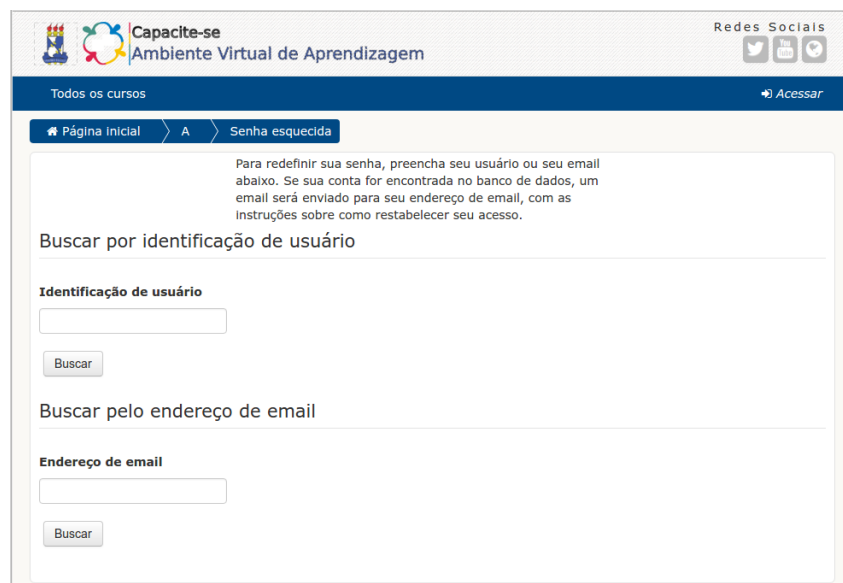 Capacite-se
Ambiente Virtual de Aprendizagem
Redes Sociais
You
Tube
Todos os cursos
Acessar
Página inicial
A
Senha esquecida
Para redefinir sua senha, preencha seu usuário ou seu email
abaixo. Se sua conta for encontrada no banco de dados, um
email será enviado para seu endereço de email, com as
instruções sobre como restabelecer seu acesso.
Buscar por identificação de usuário
Identificação de usuário
Buscar
Buscar pelo endereço de email
Endereço de email
Buscar